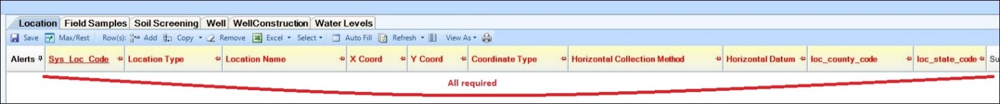 Location Field Samples Soil Screening Well WellConstruction Water Levels
Save Max/Rest Row(s): Add Copy Remove Excel Select Auto Fill Refresh View As
Alerts Sys_Loc_Code Location Type Location Name X Coord Y Coord Coordinate Type Horizontal Collection Method Horizontal Datum loc_county_code loc_state_code Su
All required